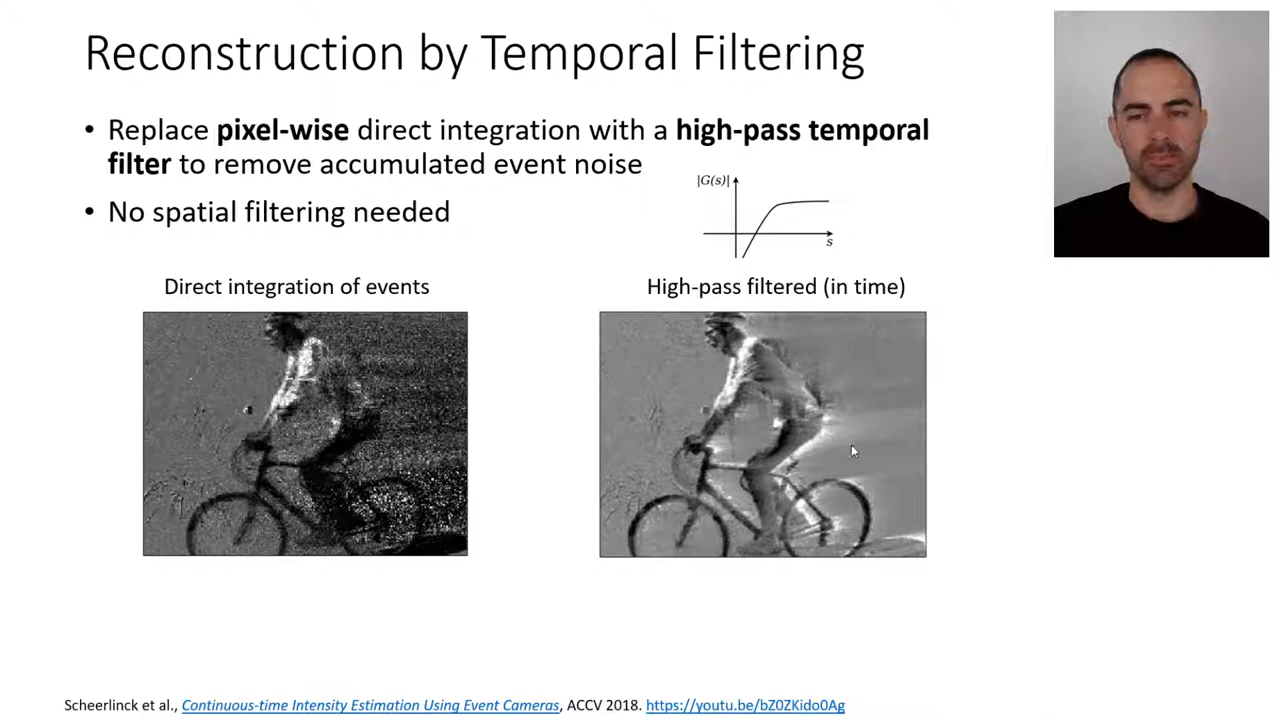 Reconstruction by Temporal Filtering
• Replace pixel-wise direct integration with a high-pass temporal
filter to remove accumulated event noise
|G(s)|
• No spatial filtering needed
s
Direct integration of events
High-pass filtered (in time)
Scheerlinck et al., Continuous-time Intensity Estimation Using Event Cameras, ACCV 2018. https://youtu.be/bZ0ZKido0Ag